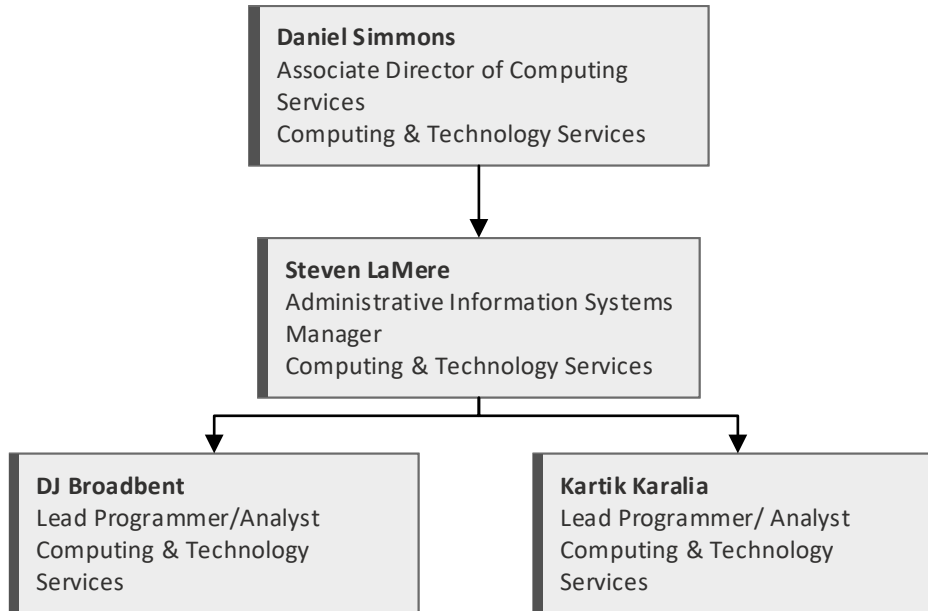 Daniel Simmons
Associate Director of Computing
Services
Computing & Technology Services
Steven LaMere
Administrative Information Systems
Manager
Computing & Technology Services
DJ Broadbent
Lead Programmer/Analyst
Computing & Technology
Services
Kartik Karalia
Lead Programmer/ Analyst
Computing & Technology
Services